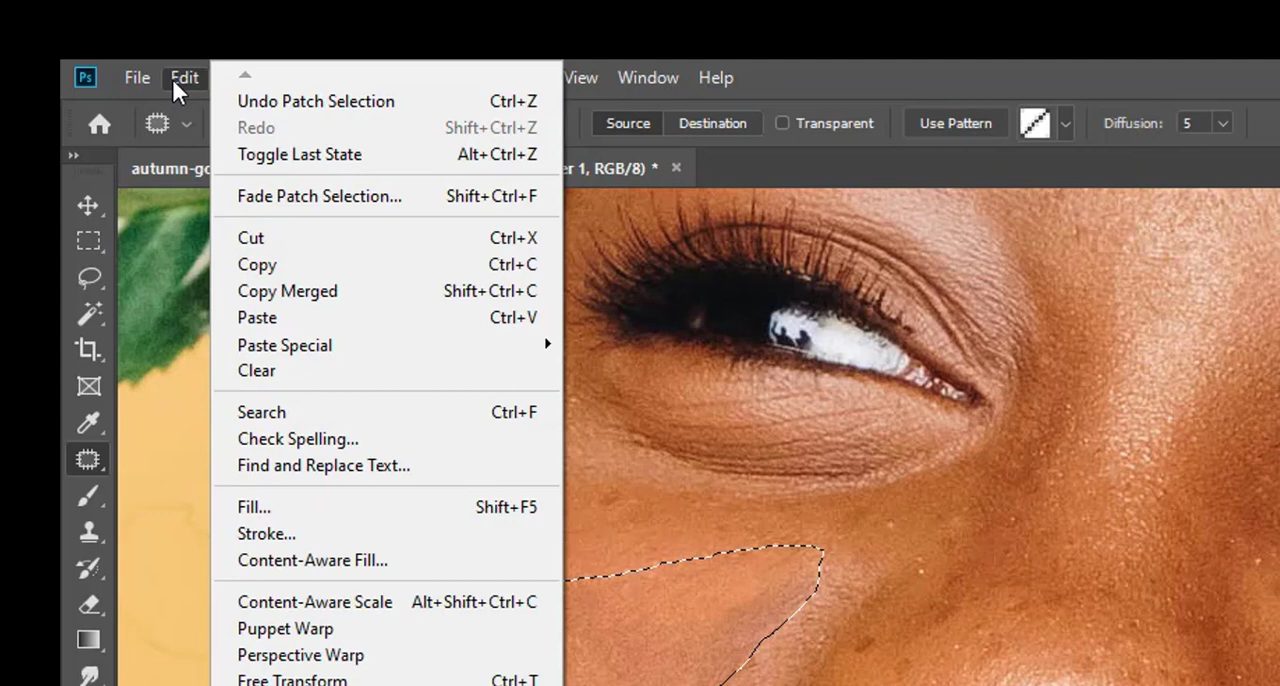 Ps File Edit View Window Help
Source Destination Transparent Use Pattern Diffusion: 5
autumn-go er 1, RGB/8) * ×
Undo Patch Selection Ctrl+Z
Redo Shift+Ctrl+Z
Toggle Last State Alt+Ctrl+Z
Fade Patch Selection... Shift+Ctrl+F
Cut Ctrl+X
Copy Ctrl+C
Copy Merged Shift+Ctrl+C
Paste Ctrl+V
Paste Special
Clear
Search Ctrl+F
Check Spelling...
Find and Replace Text...
Fill... Shift+F5
Stroke...
Content-Aware Fill...
Content-Aware Scale Alt+Shift+Ctrl+C
Puppet Warp
Perspective Warp
Free Transform Ctrl+T